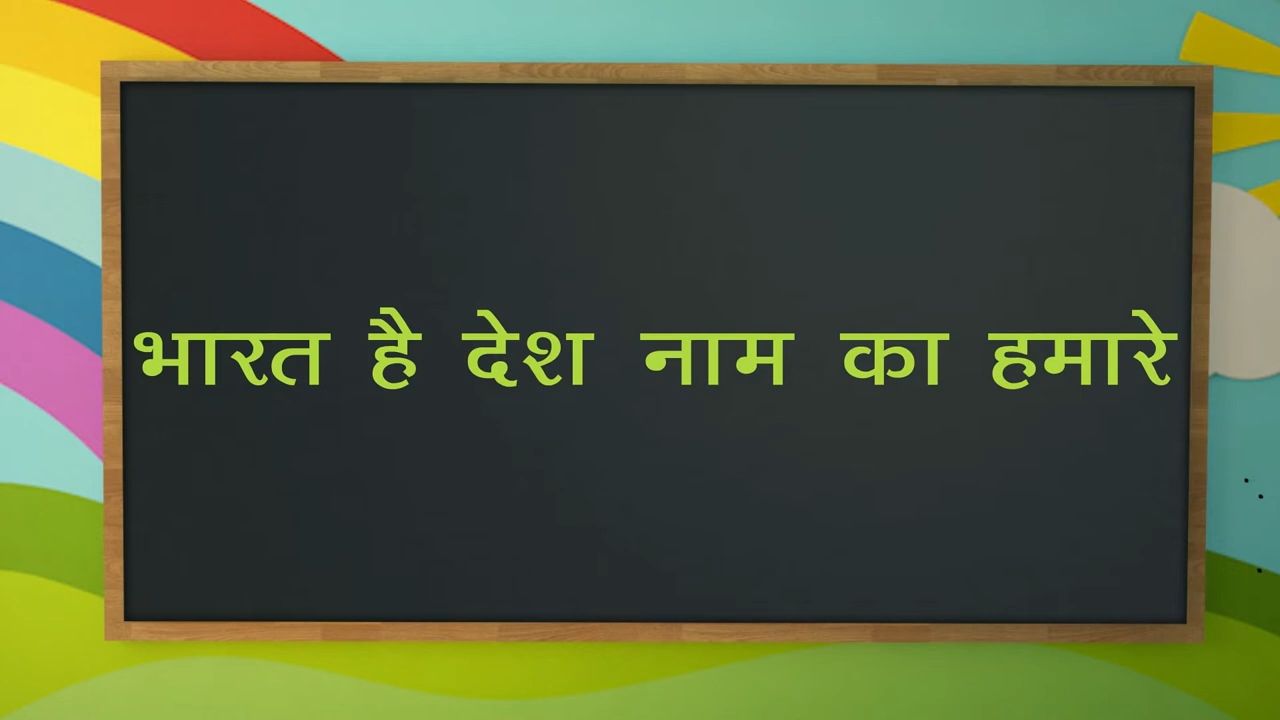 भारत है देश नाम का हमारे